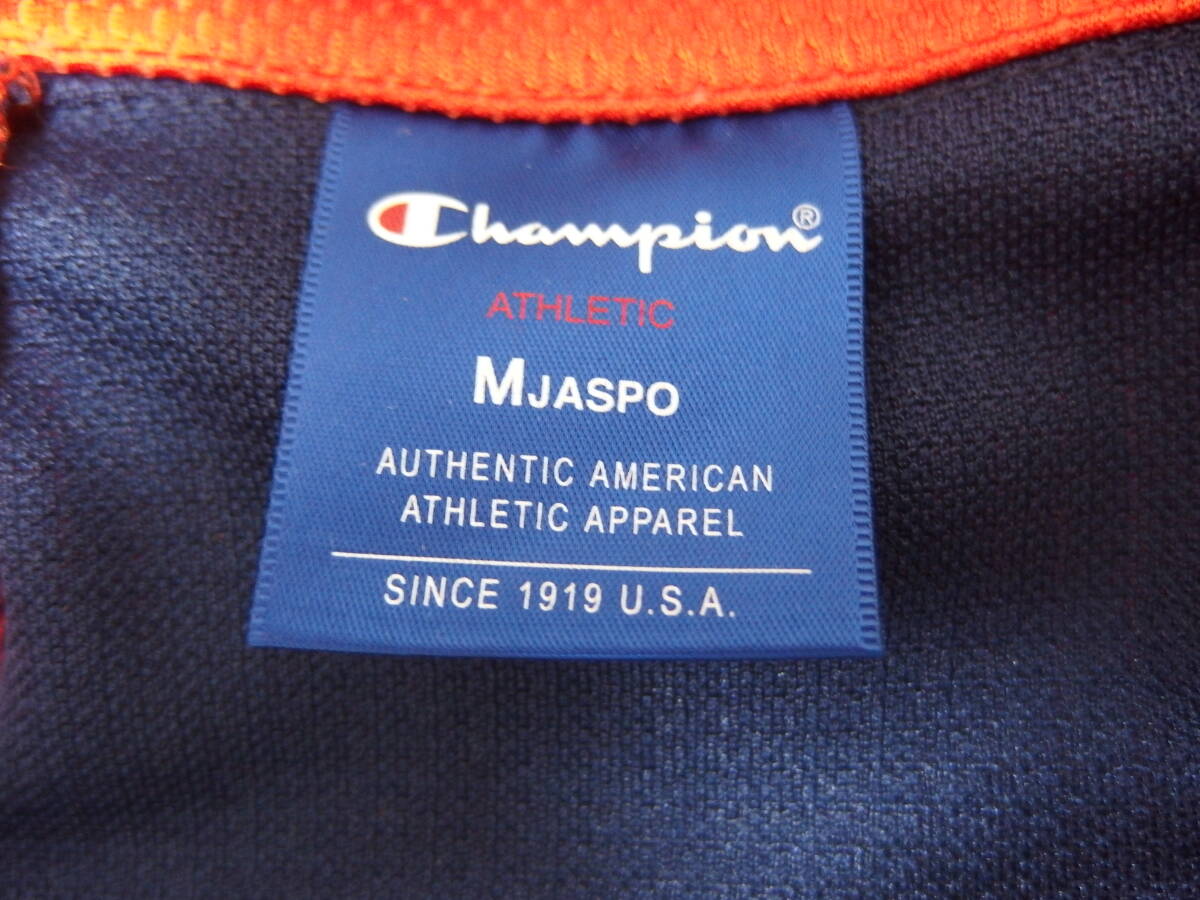 Champion®
ATHLETIC
MJASPO
AUTHENTIC AMERICAN
ATHLETIC APPAREL
SINCE 1919 U.S.A.